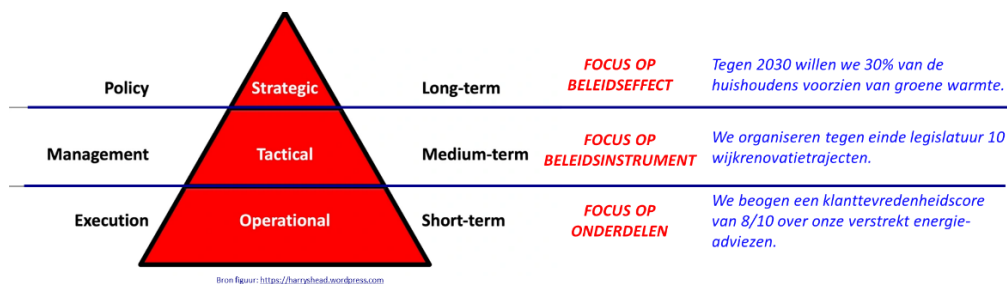 Policy
Strategic
Long-term
FOCUS OP
BELEIDSEFFECT
Tegen 2030 willen we 30% van de
huishoudens voorzien van groene warmte.
Management
Tactical
Medium-term
FOCUS OP
BELEIDSINSTRUMENT
We organiseren tegen einde legislatuur 10
wijkrenovatietrajecten.
Execution
Operational
Short-term
FOCUS OP
ONDERDELEN
We beogen een klanttevredenheidscore
van 8/10 over onze verstrekt energie-
adviezen.
Bron figuur: https://harryshead.wordpress.com